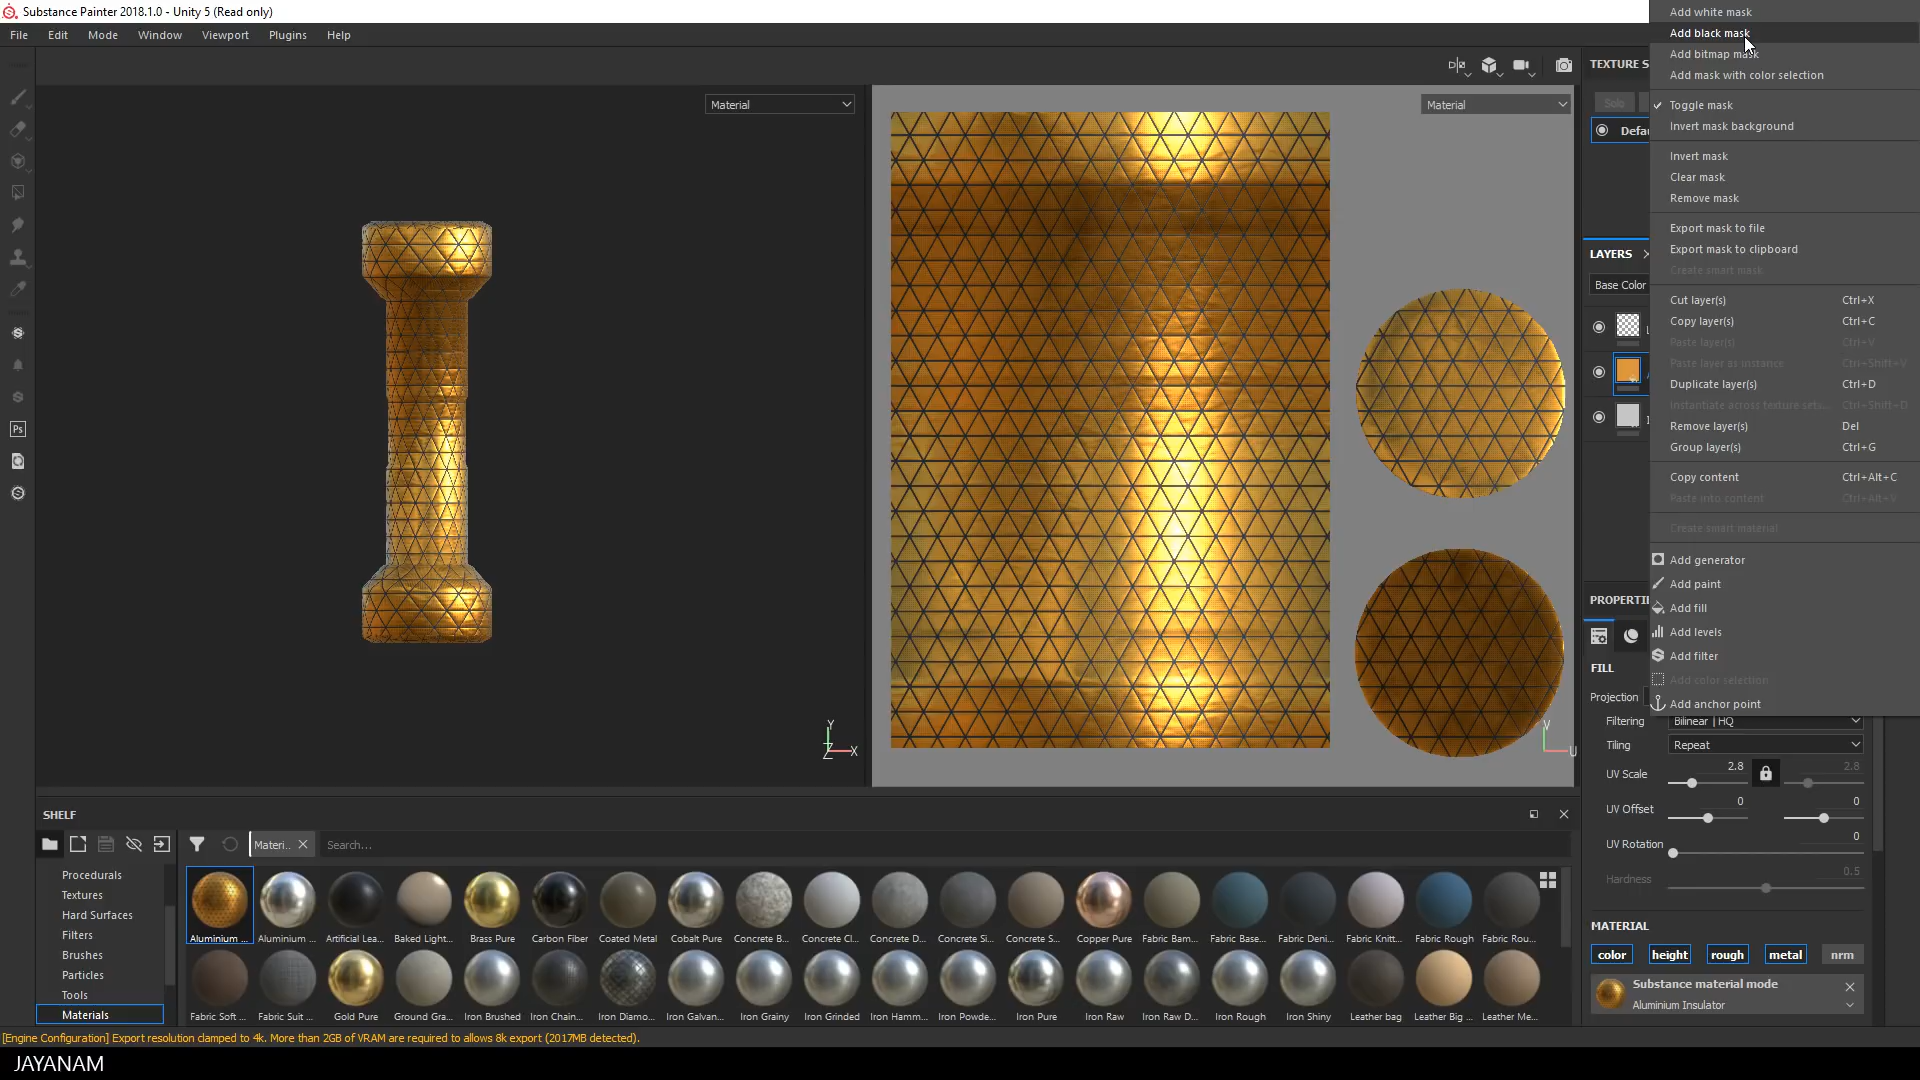 Substance Painter 2018.1.0 - Unity 5 (Read only)
File Edit Mode Window Viewport Plugins Help
Material
Material
TEXTURE S
Solo
Defau
LAYERS
Base Color
Add white mask
Add black mask
Add bitmap mask
Add mask with color selection
Toggle mask
Invert mask background
Invert mask
Clear mask
Remove mask
Export mask to file
Export mask to clipboard
Create smart mask
Cut layer(s) Ctrl+X
Copy layer(s) Ctrl+C
Paste layer(s) Ctrl+V
Paste layer as instance Ctrl+Shift+V
Duplicate layer(s) Ctrl+D
Instantiate across texture sets... Ctrl+Shift+D
Remove layer(s) Del
Group layer(s) Ctrl+G
Copy content Ctrl+Alt+C
Paste into content Ctrl+Alt+V
Create smart material
Add generator
Add paint
Add fill
Add levels
Add filter
Add color selection
Add anchor point
PROPERTIE
FILL
Projection
Filtering Bilinear | HQ
Tiling Repeat
UV Scale 2.8 2.8
UV Offset 0 0
UV Rotation 0
Hardness 0.5
MATERIAL
color height rough metal nrm
Substance material mode
Aluminium Insulator
Ps
Y
Z X
V
U
SHELF
Materi.. Search...
Procedurals
Textures
Hard Surfaces
Filters
Brushes
Particles
Tools
Materials
Aluminium ... Aluminium ... Artificial Lea... Baked Light... Brass Pure Carbon Fiber Coated Metal Cobalt Pure Concrete B... Concrete Cl... Concrete D... Concrete Si... Concrete S... Copper Pure Fabric Bam... Fabric Base... Fabric Deni... Fabric Knitt... Fabric Rough Fabric Rou...
Fabric Soft ... Fabric Suit ... Gold Pure Ground Gra... Iron Brushed Iron Chain... Iron Diamo... Iron Galvan... Iron Grainy Iron Grinded Iron Hamm... Iron Powde... Iron Pure Iron Raw Iron Raw D... Iron Rough Iron Shiny Leather bag Leather Big ... Leather Me...
[Engine Configuration] Export resolution clamped to 4k. More than 2GB of VRAM are required to allows 8k export (2017MB detected).
JAYANAM